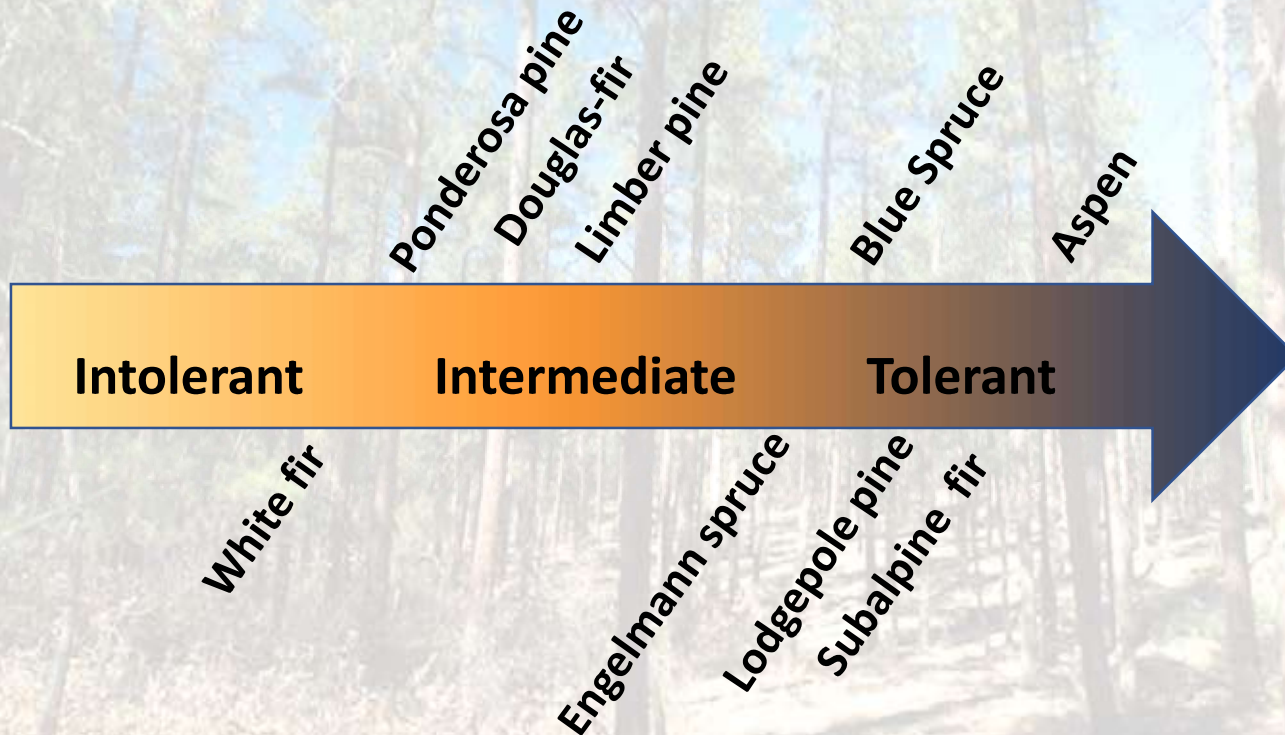 Ponderosa pine
Douglas-fir
Limber pine
Blue Spruce
Aspen
Intolerant
Intermediate
Tolerant
White fir
Engelmann spruce
Lodgepole pine
Subalpine fir